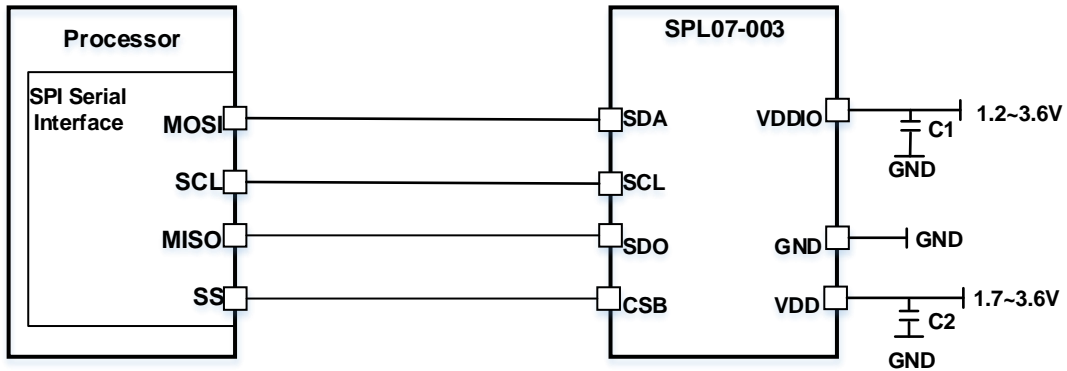 Processor
SPI Serial
Interface
MOSI
SCL
MISO
SS
SPL07-003
SDA
SCL
SDO
CSB
VDDIO
GND
VDD
1.2~3.6V
C1
GND
GND
1.7~3.6V
C2
GND